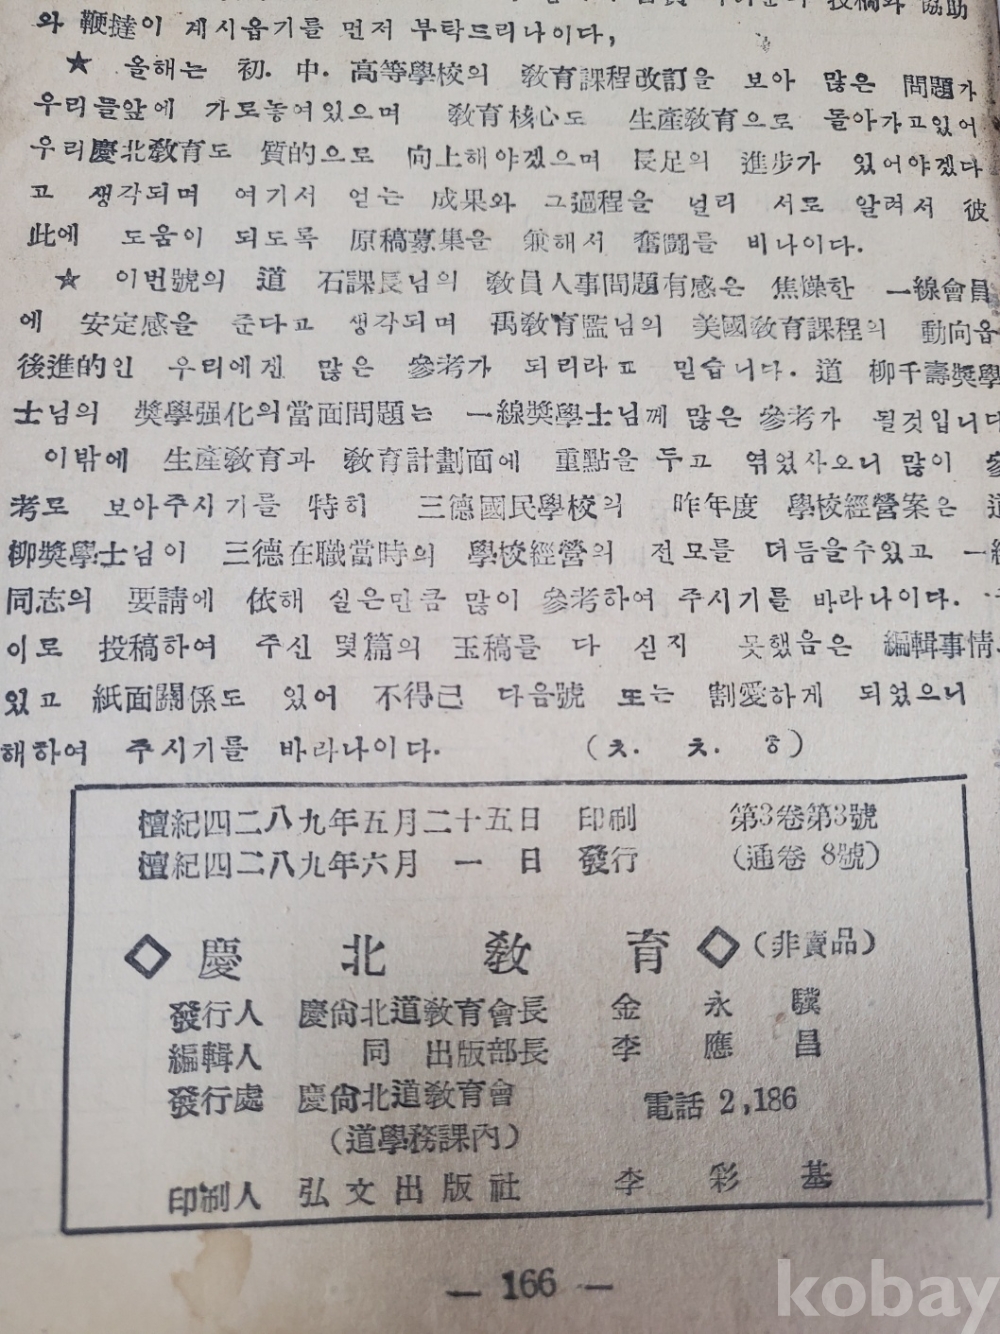 投稿와 協助
와 鞭撻이 계시옵기를 먼저 부탁드리나이다,
★ 올해는 初. 中. 高等學校의 敎育課程改訂을 보아 많은 問題가
우리들앞에 가로놓여있으며 敎育核心도 生產敎育으로 돌아가고있어
우리慶北敎育도 質的으로 向上해야겠으며 長足의 進步가 있어야겠다
고 생각되며 여기서 얻는 成果와 그過程을 널리 서로 알려서 彼
此에 도움이 되도록 原稿募集을 兼해서 奮鬪를 비나이다.
★ 이번號의 道 石課長님의 敎員人事問題有感은 焦燥한 一線會員
에 安定感을 준다고 생각되며 禹敎育監님의 美國敎育課程의 動向은
後進的인 우리에겐 많은 參考가 되리라고 믿습니다. 道 柳千壽奬學
士님의 奬學强化의當面問題는 一線奬學士님께 많은 參考가 될것입니다
이밖에 生產敎育과 敎育計劃面에 重點을 두고 엮었사오니 많이 參
考로 보아주시기를 特히 三德國民學校의 昨年度 學校經營案은 道
柳奬學士님이 三德在職當時의 學校經營의 전모를 더듬을수있고 一線
同志의 要請에 依해 실은만큼 많이 參考하여 주시기를 바라나이다.
이로 投稿하여 주신 몇篇의 玉稿를 다 싣지 못했음은 編輯事情
있고 紙面關係도 있어 不得已 다음號 또는 割愛하게 되었으니
해하여 주시기를 바라나이다. (ㅊ. ㅊ. ㅎ)
檀紀四二八九年五月二十五日 印刷 第3卷第3號
檀紀四二八九年六月 一 日 發行 (通卷 8號)
◇ 慶 北 敎 育 ◇ (非賣品)
發行人 慶尙北道敎育會長 金 永 驥
編輯人 同 出版部長 李 應 昌
發行處 慶尙北道敎育會 電話 2,186
(道學務課內)
印刷人 弘文出版社 李 彩 基
— 166 —
kobay